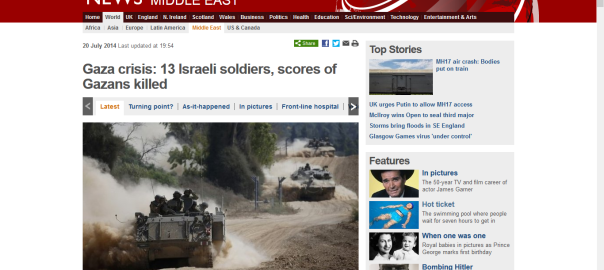 NEWS MIDDLE EAST
Home World UK England N. Ireland Scotland Wales Business Politics Health Education Sci/Environment Technology Entertainment & Arts
Africa Asia Europe Latin America Middle East US & Canada
20 July 2014 Last updated at 19:54
Share
Gaza crisis: 13 Israeli soldiers, scores of
Gazans killed
Latest Turning point? As-it-happened In pictures Front-line hospital
Top Stories
MH17 air crash: Bodies
put on train
UK urges Putin to allow MH17 access
McIlroy wins Open to seal third major
Storms bring floods in SE England
Glasgow Games virus 'under control'
Features
In pictures
The 50-year TV and film career of
actor James Garner
Hot ticket
The swimming pool where people
wait for seven hours to get in
When one was one
Royal babies in pictures as Prince
George marks first birthday
Bombing Hitler